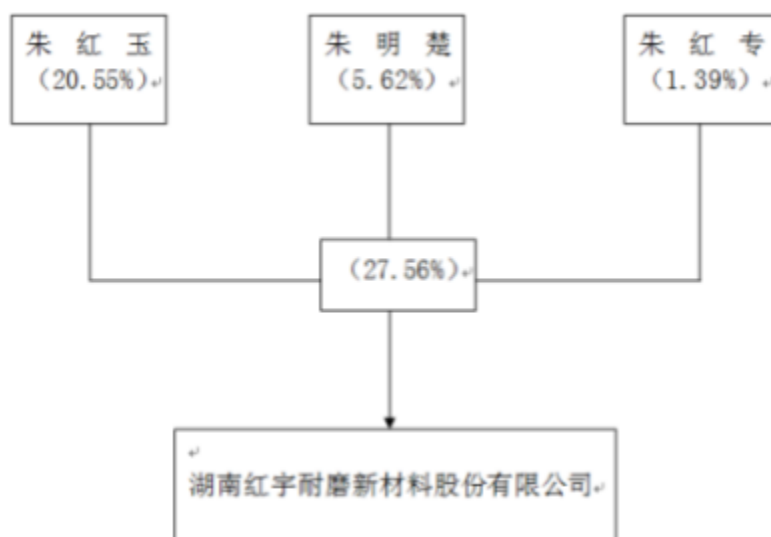 朱 红 玉
（20.55%）
朱 明 楚
（5.62%）
朱 红 专
（1.39%）
（27.56%）
湖南红宇耐磨新材料股份有限公司